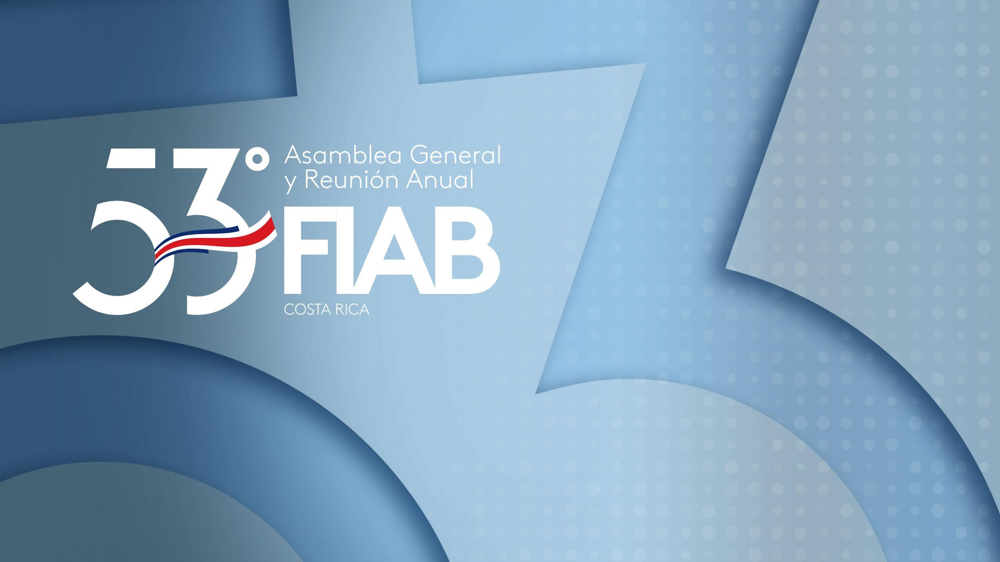 53°
Asamblea General
y Reunión Anual
FIAB
COSTA RICA